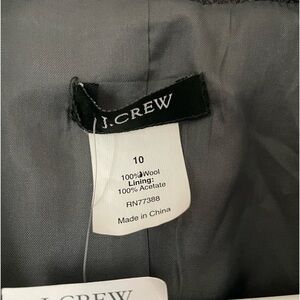 J.CREW
10
100% Wool
Lining:
100% Acetate
RN77388
Made in China
J.CREW